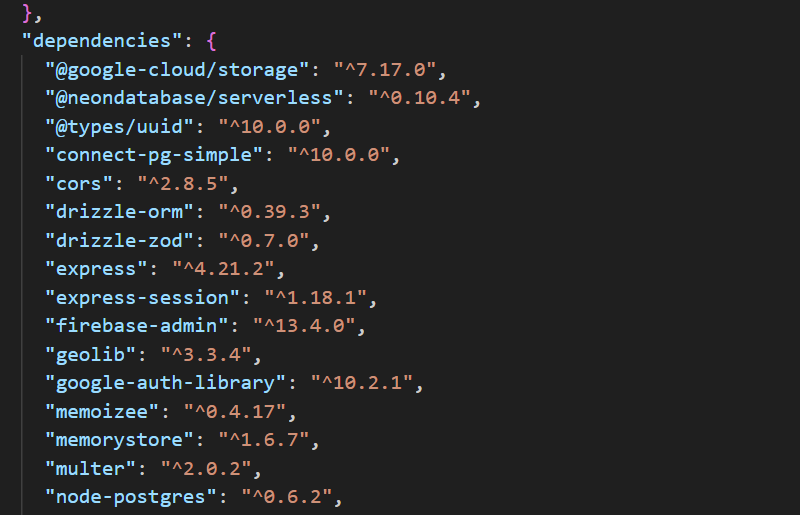 },
"dependencies": {
"@google-cloud/storage": "^7.17.0",
"@neondatabase/serverless": "^0.10.4",
"@types/uuid": "^10.0.0",
"connect-pg-simple": "^10.0.0",
"cors": "^2.8.5",
"drizzle-orm": "^0.39.3",
"drizzle-zod": "^0.7.0",
"express": "^4.21.2",
"express-session": "^1.18.1",
"firebase-admin": "^13.4.0",
"geolib": "^3.3.4",
"google-auth-library": "^10.2.1",
"memoizee": "^0.4.17",
"memorystore": "^1.6.7",
"multer": "^2.0.2",
"node-postgres": "^0.6.2",